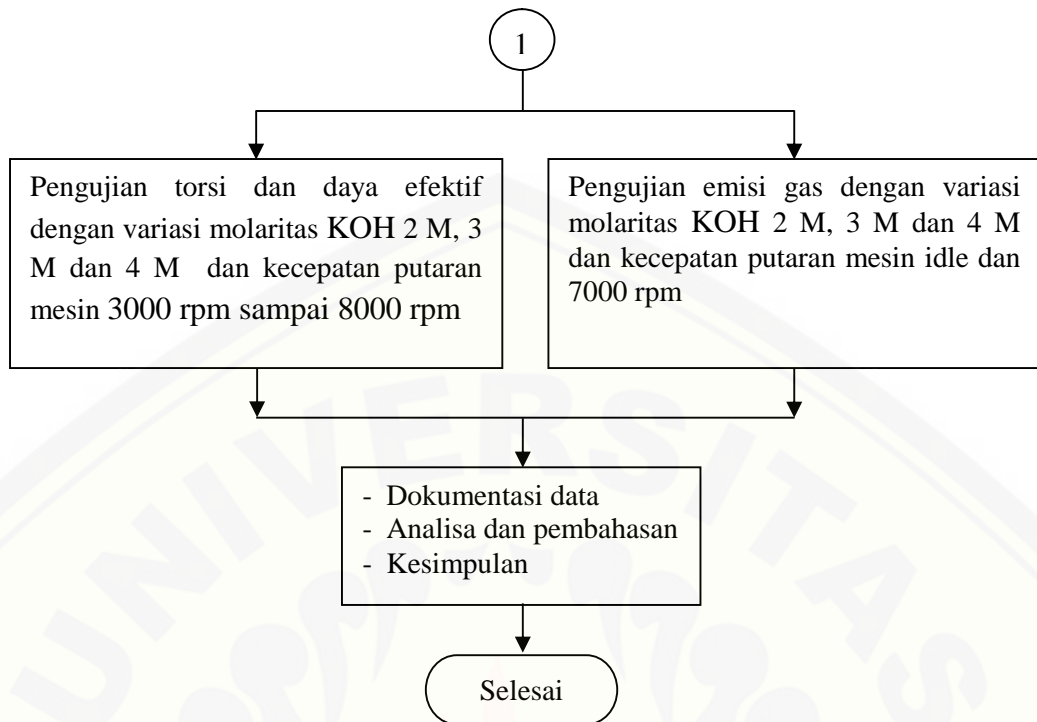 1
Pengujian torsi dan daya efektif
dengan variasi molaritas KOH 2 M, 3
M dan 4 M dan kecepatan putaran
mesin 3000 rpm sampai 8000 rpm
Pengujian emisi gas dengan variasi
molaritas KOH 2 M, 3 M dan 4 M
dan kecepatan putaran mesin idle dan
7000 rpm
- Dokumentasi data
- Analisa dan pembahasan
- Kesimpulan
Selesai
UNIVERSITAS